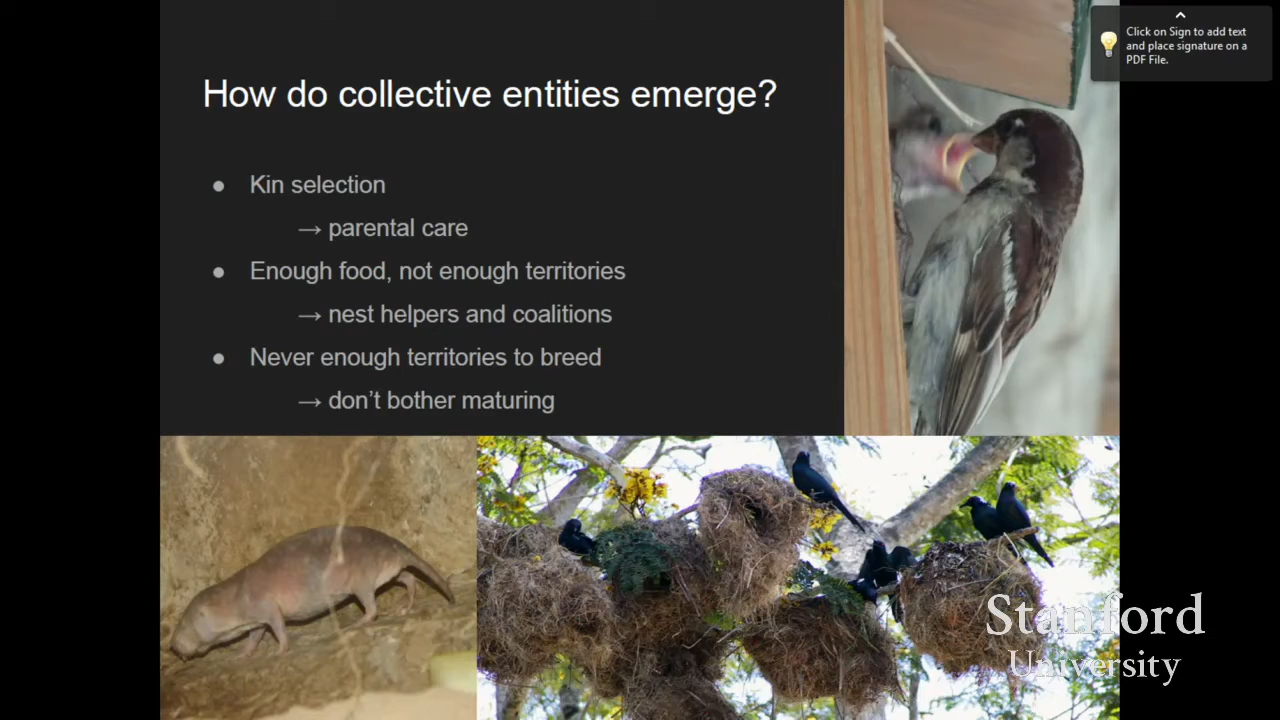 How do collective entities emerge?
● Kin selection
→ parental care
● Enough food, not enough territories
→ nest helpers and coalitions
● Never enough territories to breed
→ don't bother maturing
Click on Sign to add text
and place signature on a
PDF File.
Stanford
University